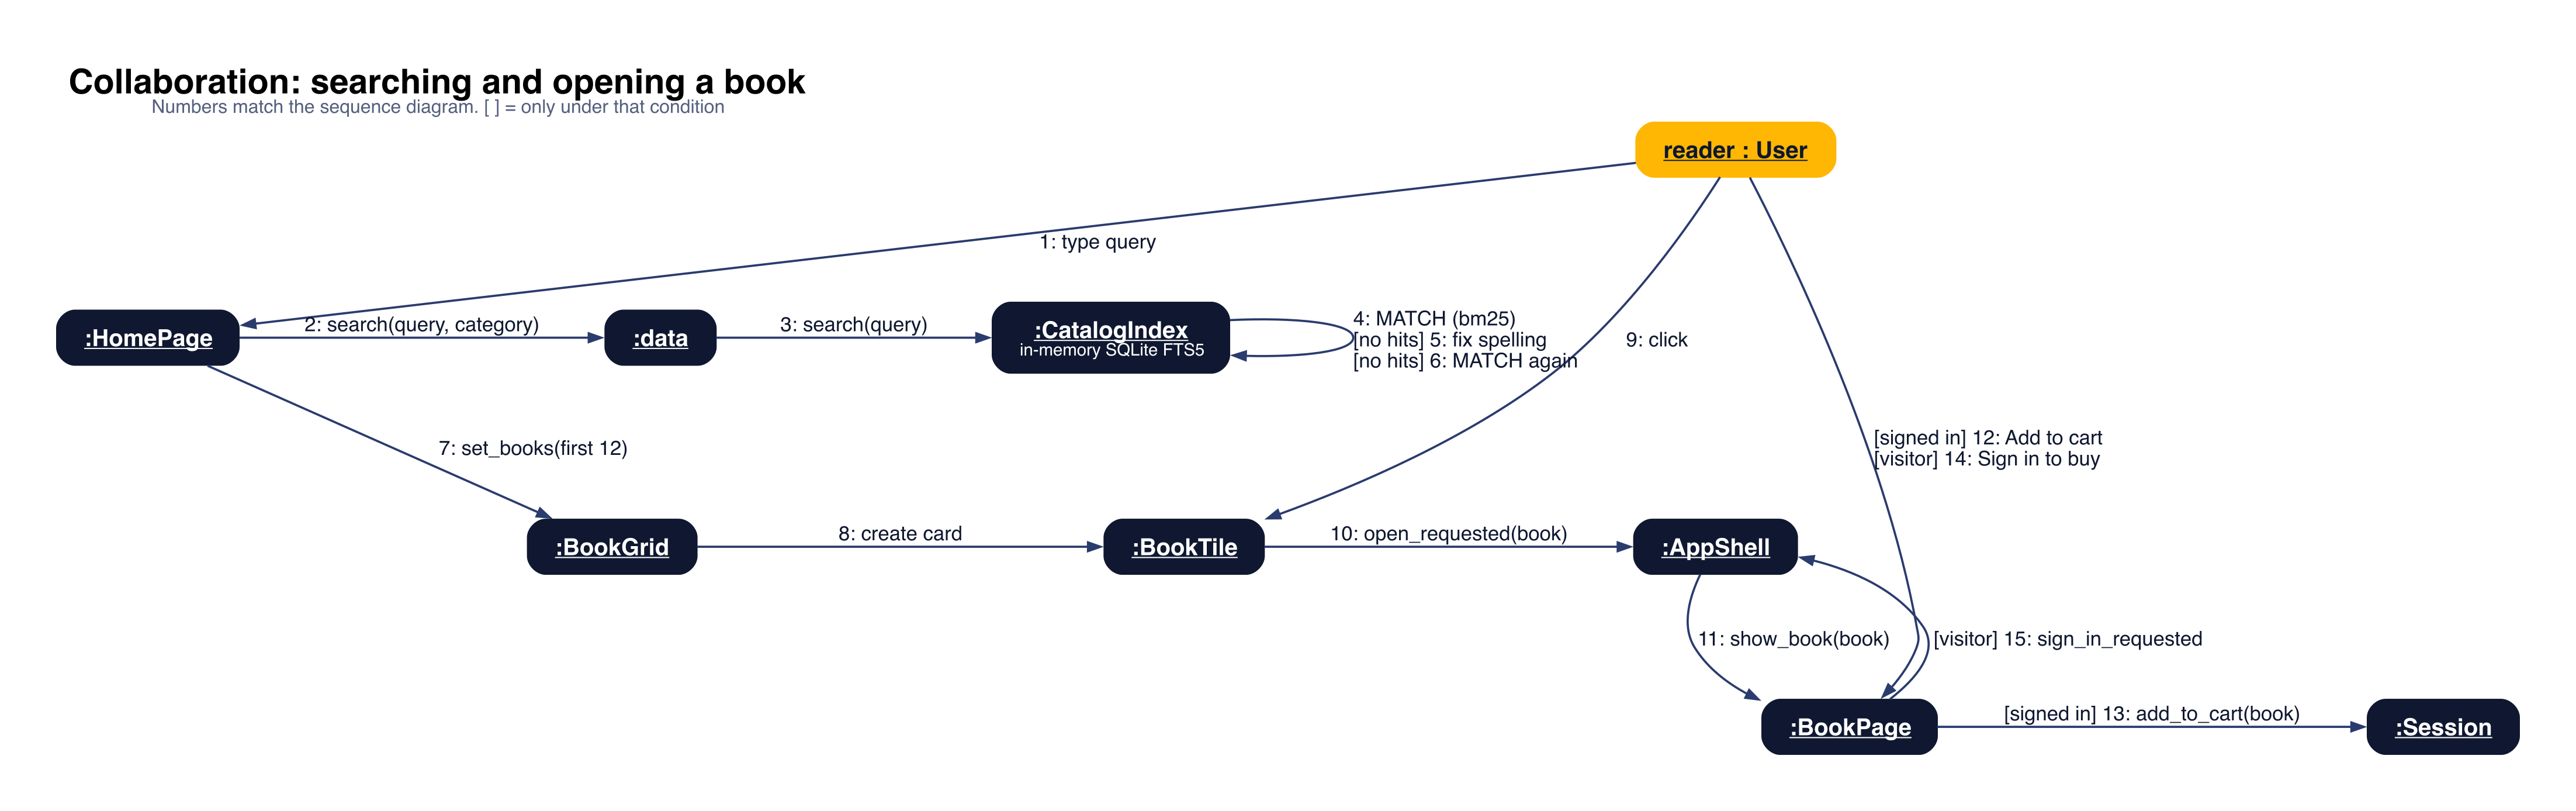 Collaboration: searching and opening a book
Numbers match the sequence diagram. [ ] = only under that condition
reader : User
1: type query
:HomePage
2: search(query, category)
:data
3: search(query)
:CatalogIndex
in-memory SQLite FTS5
4: MATCH (bm25)
[no hits] 5: fix spelling
[no hits] 6: MATCH again
9: click
7: set_books(first 12)
[signed in] 12: Add to cart
[visitor] 14: Sign in to buy
:BookGrid
8: create card
:BookTile
10: open_requested(book)
:AppShell
11: show_book(book)
[visitor] 15: sign_in_requested
:BookPage
[signed in] 13: add_to_cart(book)
:Session